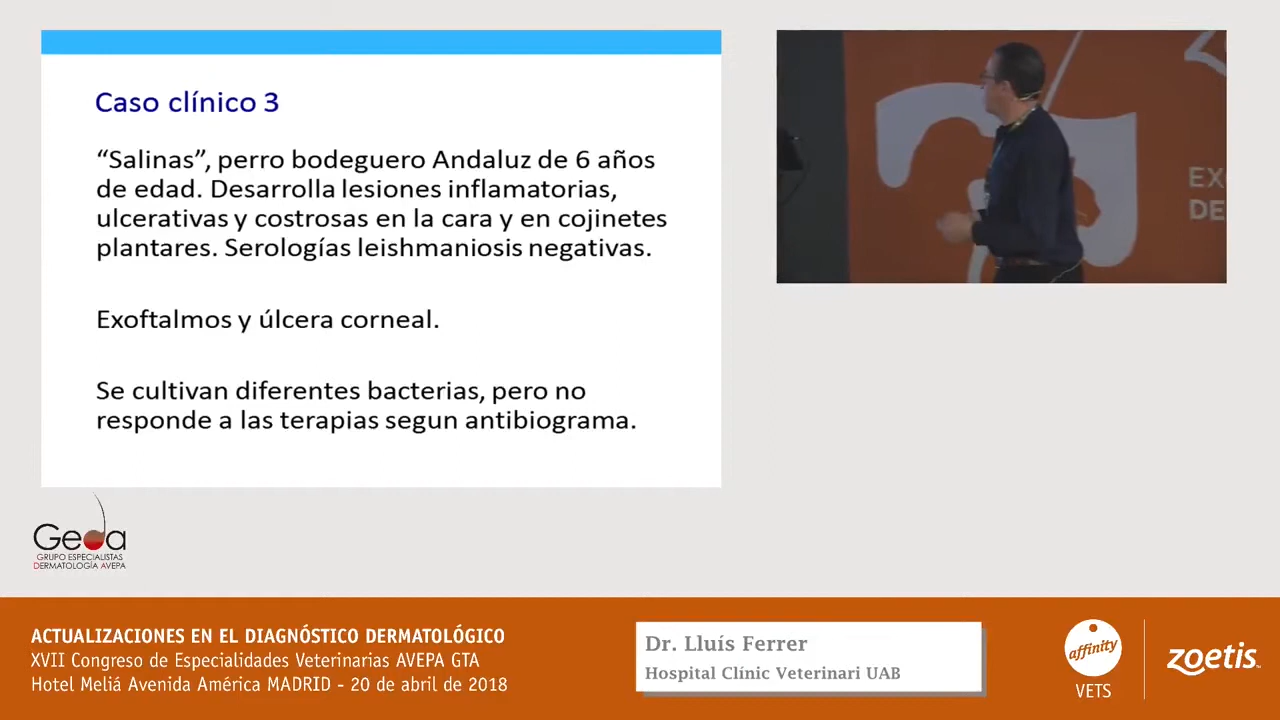 Caso clínico 3
“Salinas”, perro bodeguero Andaluz de 6 años
de edad. Desarrolla lesiones inflamatorias,
ulcerativas y costrosas en la cara y en cojinetes
plantares. Serologías leishmaniosis negativas.
Exoftalmos y úlcera corneal.
Se cultivan diferentes bacterias, pero no
responde a las terapias segun antibiograma.
EX
DE
Geda
GRUPO ESPECIALISTAS
DERMATOLOGÍA AVEPA
ACTUALIZACIONES EN EL DIAGNÓSTICO DERMATOLÓGICO
XVII Congreso de Especialidades Veterinarias AVEPA GTA
Hotel Meliá Avenida América MADRID - 20 de abril de 2018
Dr. Lluís Ferrer
Hospital Clínic Veterinari UAB
affinity
VETS
zoetis